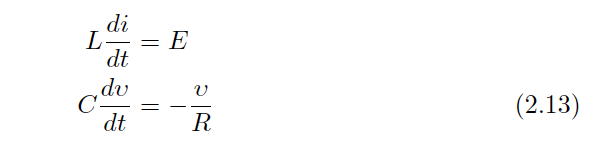 L di/dt = E
C dυ/dt = −υ/R (2.13)